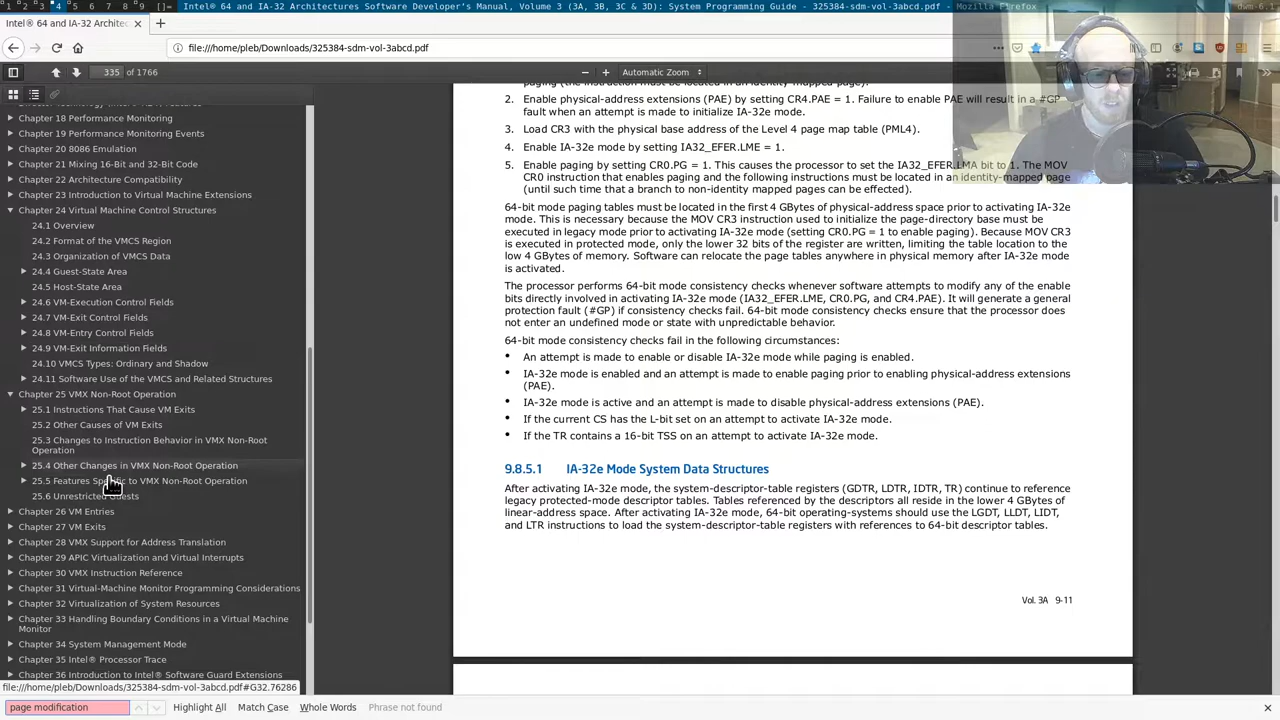 1 2 3 4 5 6 7 8 9 []= Intel® 64 and IA-32 Architectures Software Developer's Manual, Volume 3 (3A, 3B, 3C & 3D): System Programming Guide - 325384-sdm-vol-3abcd.pdf - Mozilla Firefox dwm-6.1
Intel® 64 and IA-32 Architec × +
file:///home/pleb/Downloads/325384-sdm-vol-3abcd.pdf
335 of 1766 Automatic Zoom
Chapter 18 Performance Monitoring
Chapter 19 Performance Monitoring Events
Chapter 20 8086 Emulation
Chapter 21 Mixing 16-Bit and 32-Bit Code
Chapter 22 Architecture Compatibility
Chapter 23 Introduction to Virtual Machine Extensions
Chapter 24 Virtual Machine Control Structures
24.1 Overview
24.2 Format of the VMCS Region
24.3 Organization of VMCS Data
24.4 Guest-State Area
24.5 Host-State Area
24.6 VM-Execution Control Fields
24.7 VM-Exit Control Fields
24.8 VM-Entry Control Fields
24.9 VM-Exit Information Fields
24.10 VMCS Types: Ordinary and Shadow
24.11 Software Use of the VMCS and Related Structures
Chapter 25 VMX Non-Root Operation
25.1 Instructions That Cause VM Exits
25.2 Other Causes of VM Exits
25.3 Changes to Instruction Behavior in VMX Non-Root
Operation
25.4 Other Changes in VMX Non-Root Operation
25.5 Features to VMX Non-Root Operation
25.6 Unrestricted
Chapter 26 VM Entries
Chapter 27 VM Exits
Chapter 28 VMX Support for Address Translation
Chapter 29 APIC Virtualization and Virtual Interrupts
Chapter 30 VMX Instruction Reference
Chapter 31 Virtual-Machine Monitor Programming Considerations
Chapter 32 Virtualization of System Resources
Chapter 33 Handling Boundary Conditions in a Virtual Machine
Monitor
Chapter 34 System Management Mode
Chapter 35 Intel® Processor Trace
Chapter 36 Introduction to Intel® Software Guard Extensions
file:///home/pleb/Downloads/325384-sdm-vol-3abcd.pdf#G32.76286
2. Enable physical-address extensions (PAE) by setting CR4.PAE = 1. Failure to enable PAE will result in a #GP
fault when an attempt is made to initialize IA-32e mode.
3. Load CR3 with the physical base address of the Level 4 page map table (PML4).
4. Enable IA-32e mode by setting IA32_EFER.LME = 1.
5. Enable paging by setting CR0.PG = 1. This causes the processor to set the IA32_EFER.LMA bit to 1. The MOV
CR0 instruction that enables paging and the following instructions must be located in an identity-mapped page
(until such time that a branch to non-identity mapped pages can be effected).
64-bit mode paging tables must be located in the first 4 GBytes of physical-address space prior to activating IA-32e
mode. This is necessary because the MOV CR3 instruction used to initialize the page-directory base must be
executed in legacy mode prior to activating IA-32e mode (setting CR0.PG = 1 to enable paging). Because MOV CR3
is executed in protected mode, only the lower 32 bits of the register are written, limiting the table location to the
low 4 GBytes of memory. Software can relocate the page tables anywhere in physical memory after IA-32e mode
is activated.
The processor performs 64-bit mode consistency checks whenever software attempts to modify any of the enable
bits directly involved in activating IA-32e mode (IA32_EFER.LME, CR0.PG, and CR4.PAE). It will generate a general
protection fault (#GP) if consistency checks fail. 64-bit mode consistency checks ensure that the processor does
not enter an undefined mode or state with unpredictable behavior.
64-bit mode consistency checks fail in the following circumstances:
• An attempt is made to enable or disable IA-32e mode while paging is enabled.
• IA-32e mode is enabled and an attempt is made to enable paging prior to enabling physical-address extensions
(PAE).
• IA-32e mode is active and an attempt is made to disable physical-address extensions (PAE).
• If the current CS has the L-bit set on an attempt to activate IA-32e mode.
• If the TR contains a 16-bit TSS on an attempt to activate IA-32e mode.
9.8.5.1 IA-32e Mode System Data Structures
After activating IA-32e mode, the system-descriptor-table registers (GDTR, LDTR, IDTR, TR) continue to reference
legacy protected-mode descriptor tables. Tables referenced by the descriptors all reside in the lower 4 GBytes of
linear-address space. After activating IA-32e mode, 64-bit operating-systems should use the LGDT, LLDT, LIDT,
and LTR instructions to load the system-descriptor-table registers with references to 64-bit descriptor tables.
Vol. 3A 9-11
page modification Highlight All Match Case Whole Words Phrase not found